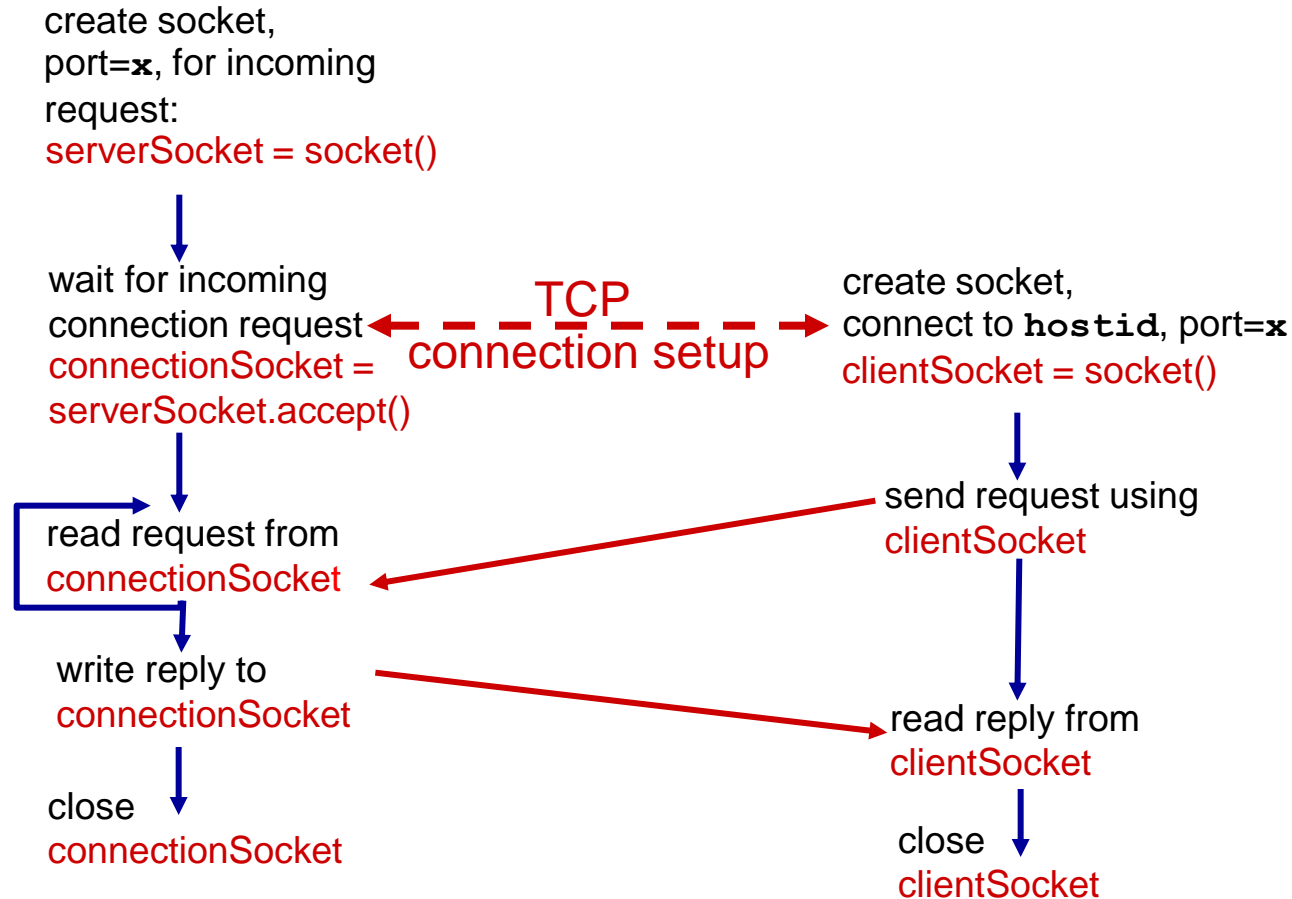 create socket,
port=x, for incoming
request:
serverSocket = socket()
wait for incoming
connection request
connectionSocket =
serverSocket.accept()
TCP
connection setup
create socket,
connect to hostid, port=x
clientSocket = socket()
send request using
clientSocket
read request from
connectionSocket
write reply to
connectionSocket
read reply from
clientSocket
close
connectionSocket
close
clientSocket